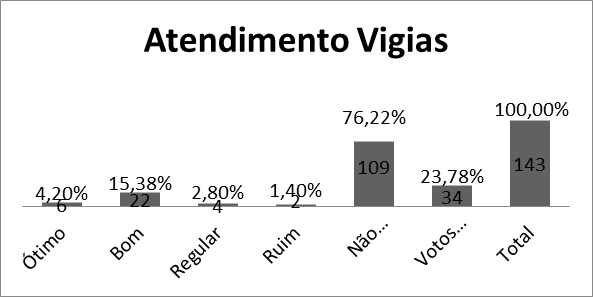 Atendimento Vigias
4,20%
15,38%
2,80%
1,40%
76,22%
23,78%
100,00%
6
22
4
2
109
34
143
Ótimo
Bom
Regular
Ruim
Não...
Votos...
Total